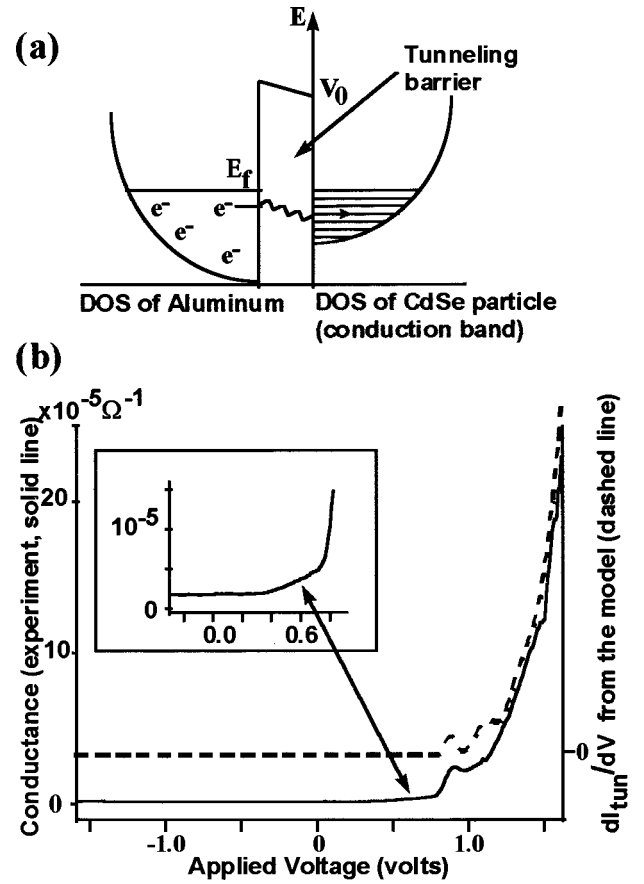 (a)
E
Tunneling
barrier
V0
Ef
e- e-
e-
e-
DOS of Aluminum
DOS of CdSe particle
(conduction band)
(b)
x10-5Ω-1
Conductance (experiment, solid line)
20
10
0
10-5
0
0.0 0.6
-1.0 0 1.0
Applied Voltage (volts)
0
dItun/dV from the model (dashed line)